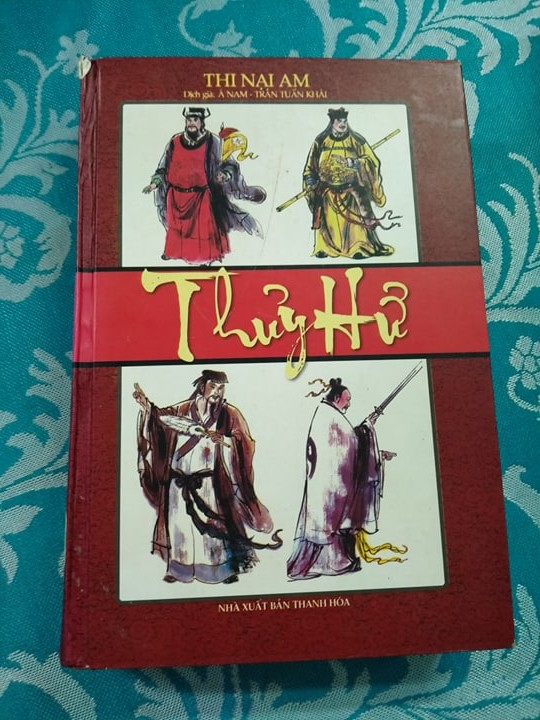 THI NẠI AM
Dịch giả: Á NAM - TRẦN TUẤN KHẢI
Thủy Hử
NHÀ XUẤT BẢN THANH HÓA